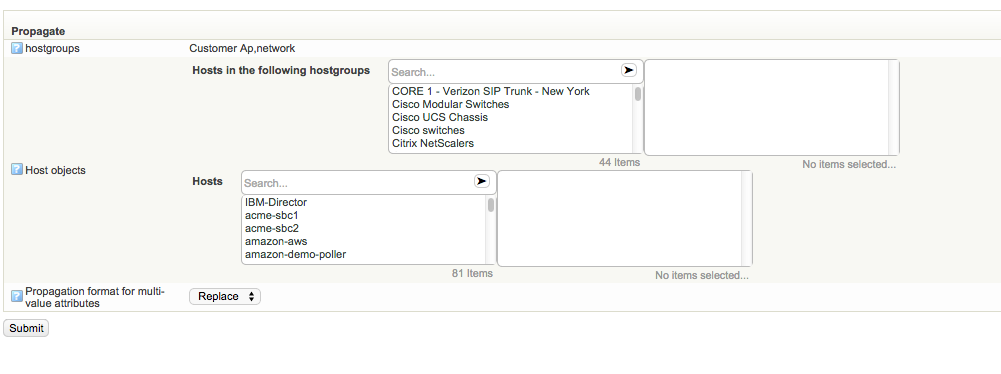 Propagate
? hostgroups Customer Ap,network
Hosts in the following hostgroups Search...
CORE 1 - Verizon SIP Trunk - New York
Cisco Modular Switches
Cisco UCS Chassis
Cisco switches
Citrix NetScalers
44 Items No items selected...
? Host objects
Hosts Search...
IBM-Director
acme-sbc1
acme-sbc2
amazon-aws
amazon-demo-poller
81 Items No items selected...
? Propagation format for multi-
value attributes Replace
Submit